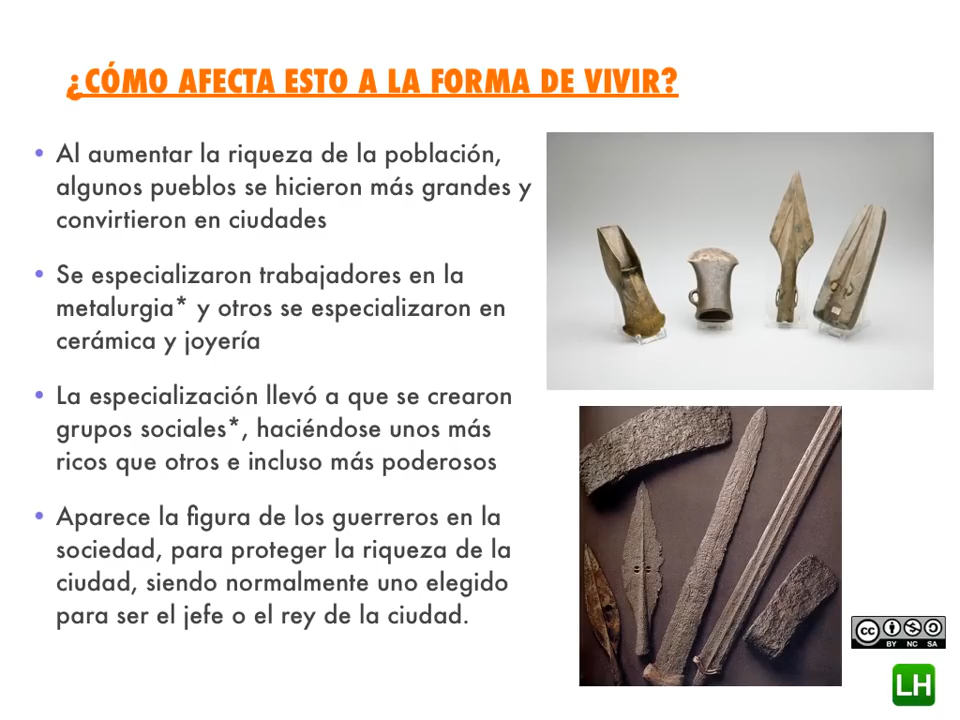 ¿CÓMO AFECTA ESTO A LA FORMA DE VIVIR?
• Al aumentar la riqueza de la población,
algunos pueblos se hicieron más grandes y
convirtieron en ciudades
• Se especializaron trabajadores en la
metalurgia* y otros se especializaron en
cerámica y joyería
• La especialización llevó a que se crearon
grupos sociales*, haciéndose unos más
ricos que otros e incluso más poderosos
• Aparece la figura de los guerreros en la
sociedad, para proteger la riqueza de la
ciudad, siendo normalmente uno elegido
para ser el jefe o el rey de la ciudad.
cc
BY NC SA
LH